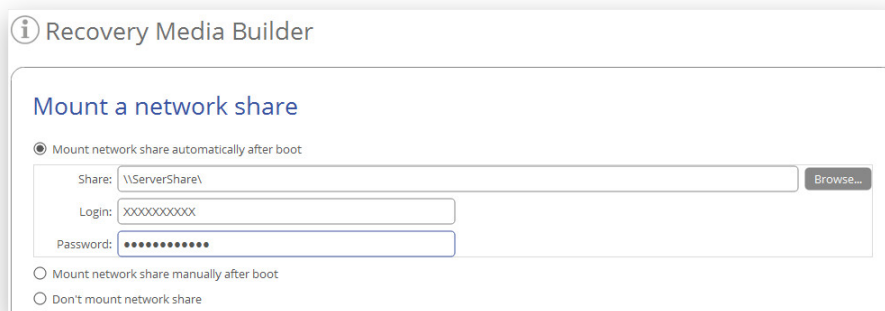 Recovery Media Builder
Mount a network share
Mount network share automatically after boot
Share: \\ServerShare\ Browse...
Login: XXXXXXXXXX
Password: ●●●●●●●●●●●●
Mount network share manually after boot
Don't mount network share